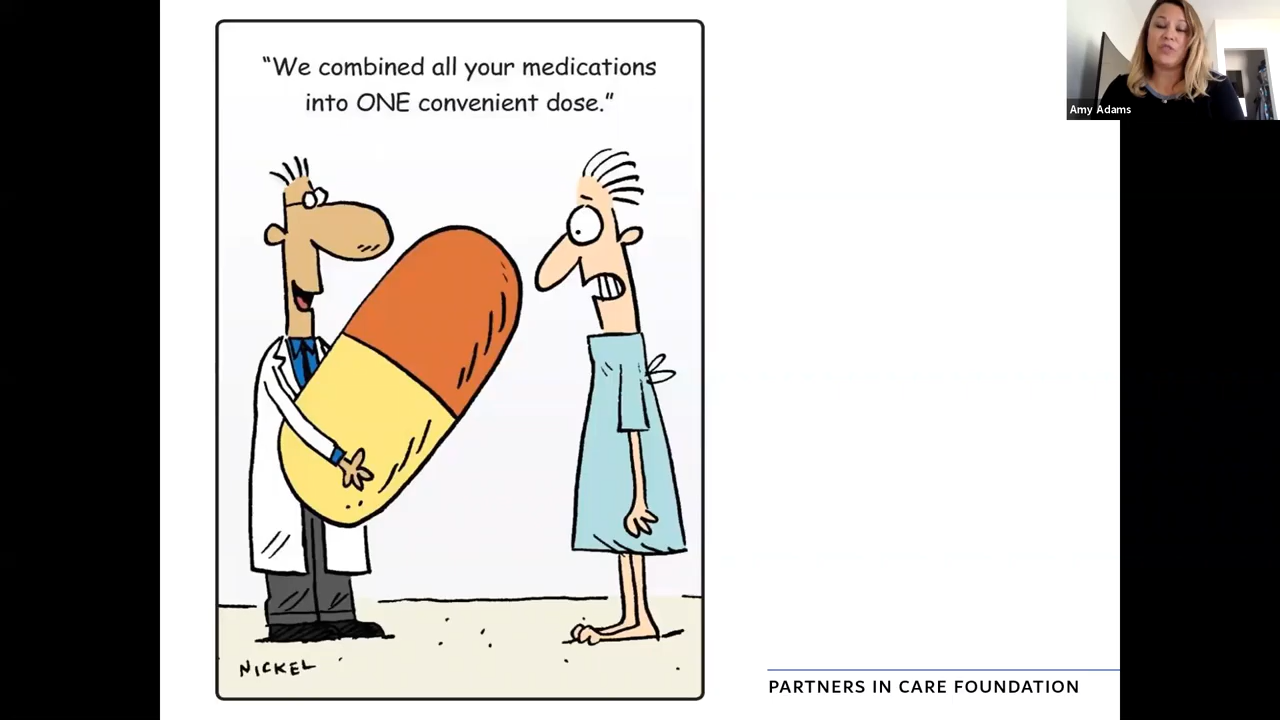 “We combined all your medications
into ONE convenient dose.”
NICKEL
Amy Adams
PARTNERS IN CARE FOUNDATION